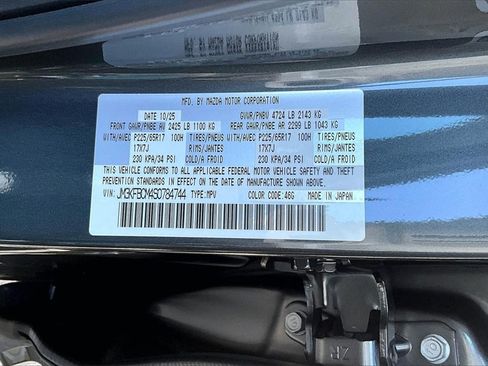 MFD. BY MAZDA MOTOR CORPORATION
DATE 10/25 GVWR/PNBV 4724 LB 2143 KG
FRONT GAWR/PNBE AV 2425 LB 1100 KG REAR GAWR/PNBE AR 2299 LB 1043 KG
WITH/AVEC P225/65R17 100H TIRES/PNEUS WITH/AVEC P225/65R17 100H TIRES/PNEUS
17X7J RIMS/JANTES 17X7J RIMS/JANTES
230 KPA/34 PSI COLD/A FROID 230 KPA/34 PSI COLD/A FROID
THIS VEHICLE CONFORMS TO ALL APPLICABLE FEDERAL MOTOR VEHICLE SAFETY AND
THEFT PREVENTION STANDARDS IN EFFECT ON THE DATE OF MANUFACTURE SHOWN ABOVE.
VIN: JM3KFBCM4S0784744 TYPE:MPV COLOR CODE:46G MADE IN JAPAN
ZR